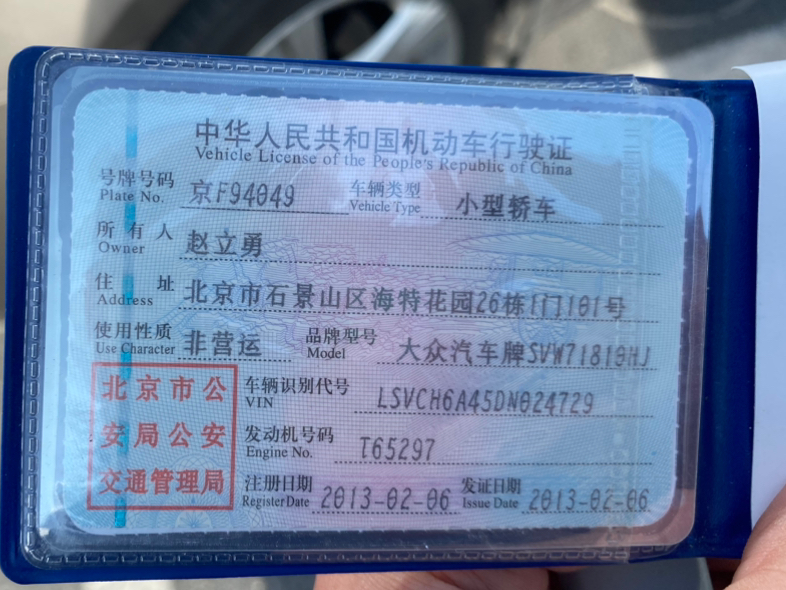 中华人民共和国机动车行驶证
Vehicle License of the People's Republic of China
号牌号码 京F94049 车辆类型 小型轿车
Plate No. Vehicle Type
所有人 赵立勇
Owner
住址 北京市石景山区海特花园26栋1门101号
Address
使用性质 非营运 品牌型号 大众汽车牌SVW71810HJ
Use Character Model
北京市公安局公安交通管理局
车辆识别代号 LSVCH6A45DN024729
VIN
发动机号码 T65297
Engine No.
注册日期 2013-02-06 发证日期 2013-02-06
Register Date Issue Date